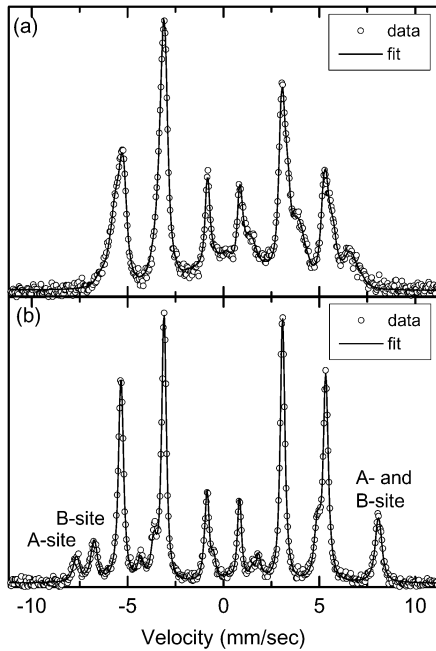 (a)
data
fit
(b)
data
fit
A- and
B-site
B-site
A-site
-10 -5 0 5 10
Velocity (mm/sec)